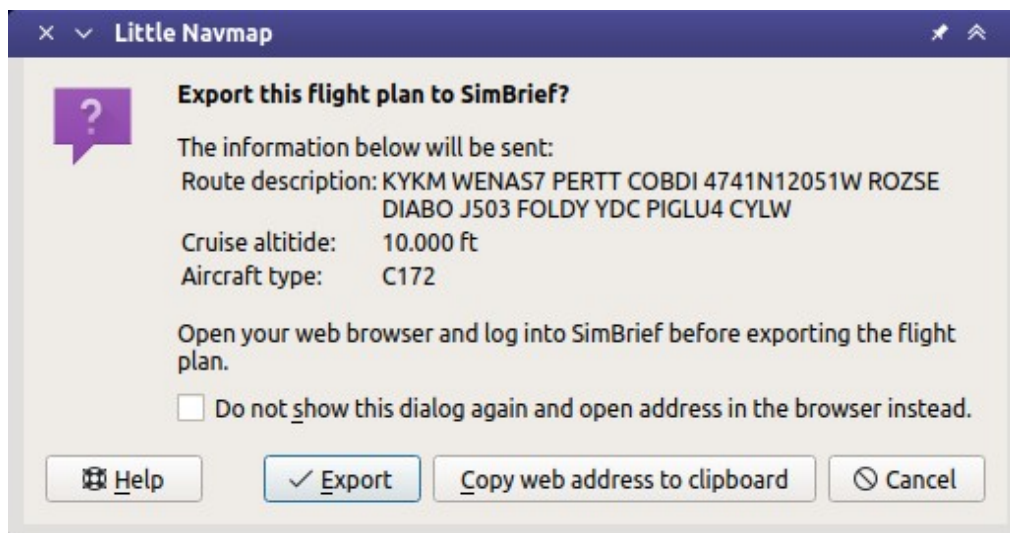 Little Navmap
Export this flight plan to SimBrief?
The information below will be sent:
Route description: KYKM WENAS7 PERTT COBDI 4741N12051W ROZSE
DIABO J503 FOLDY YDC PIGLU4 CYLW
Cruise altitide: 10.000 ft
Aircraft type: C172
Open your web browser and log into SimBrief before exporting the flight
plan.
Do not show this dialog again and open address in the browser instead.
Help Export Copy web address to clipboard Cancel